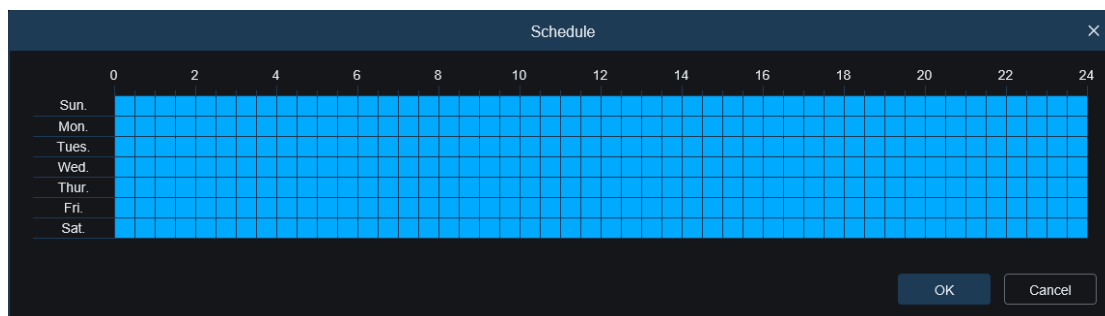 Schedule
0 2 4 6 8 10 12 14 16 18 20 22 24
Sun.
Mon.
Tues.
Wed.
Thur.
Fri.
Sat.
OK Cancel